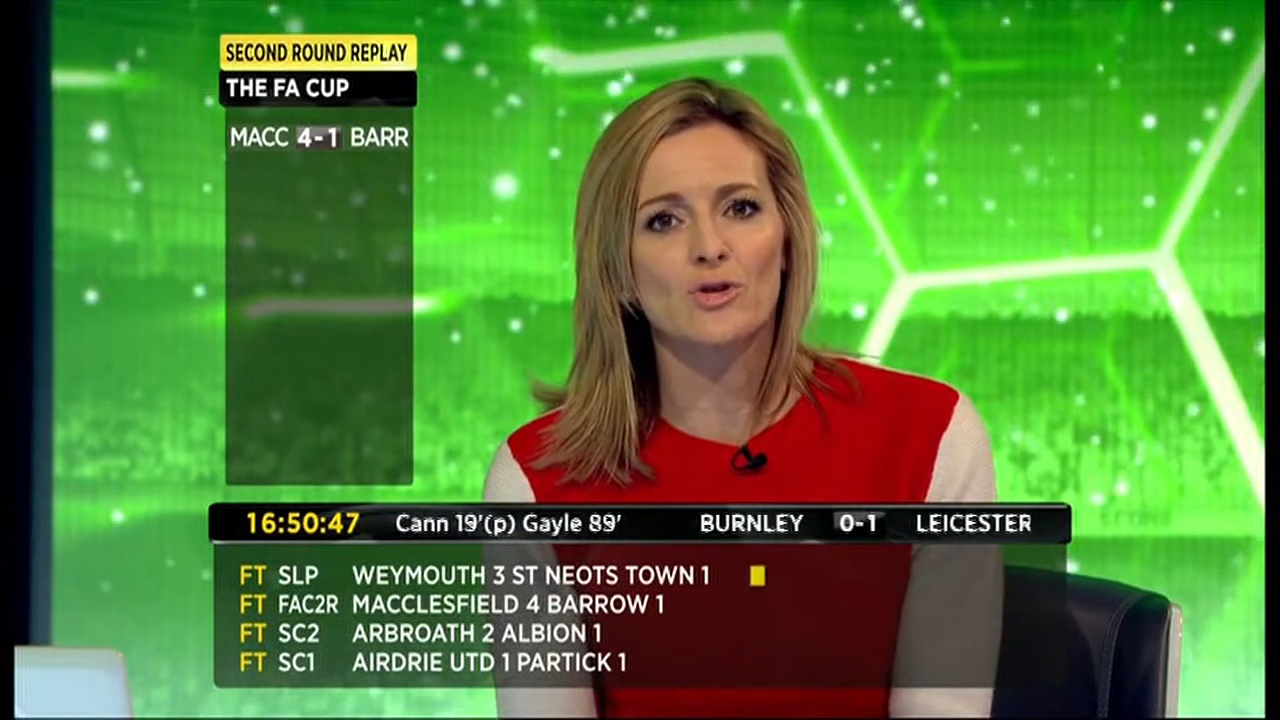 SECOND ROUND REPLAY
THE FA CUP
MACC 4-1 BARR
16:50:47 Cann 19'(p) Gayle 89' BURNLEY 0-1 LEICESTER
FT SLP WEYMOUTH 3 ST NEOTS TOWN 1
FT FAC2R MACCLESFIELD 4 BARROW 1
FT SC2 ARBROATH 2 ALBION 1
FT SC1 AIRDRIE UTD 1 PARTICK 1